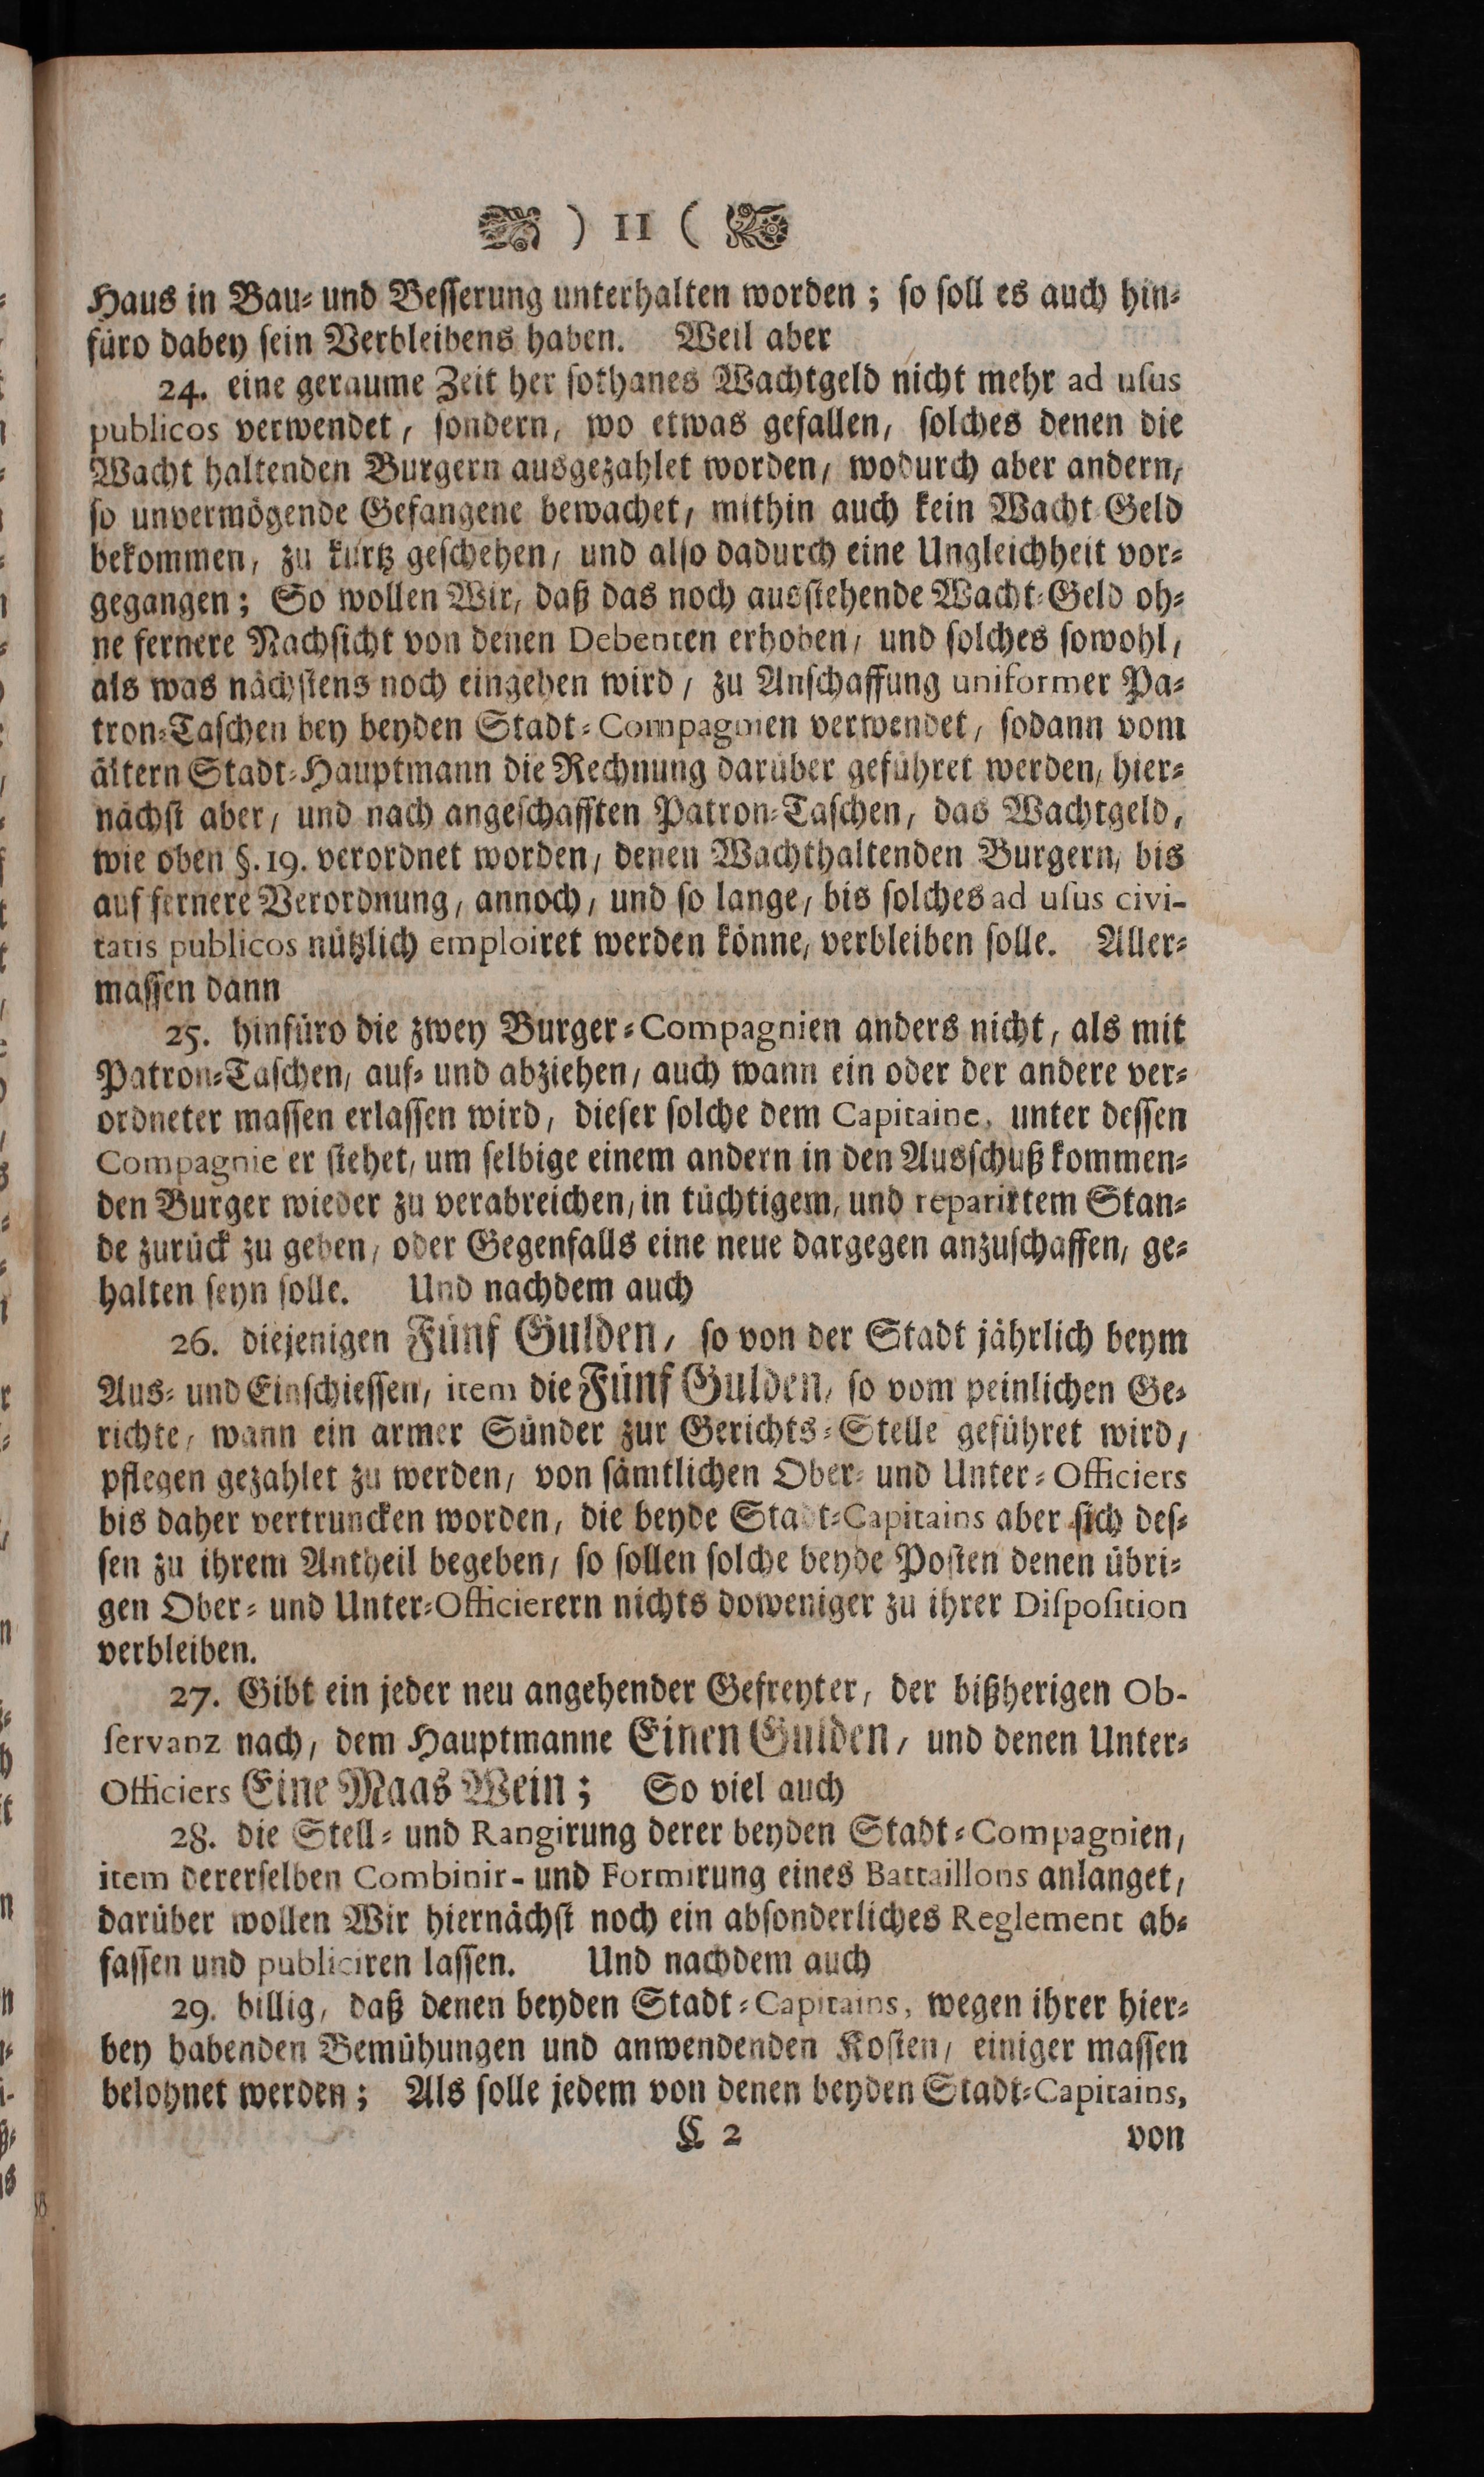 ) 11 (
Haus in Bau= und Besserung unterhalten worden; so soll es auch hin=
füro dabey sein Verbleibens haben. Weil aber
24. eine geraume Zeit her sothanes Wachtgeld nicht mehr ad usus
publicos verwendet, sondern, wo etwas gefallen, solches denen die
Wacht haltenden Burgern ausgezahlet worden, wodurch aber andern,
so unvermögende Gefangene bewachet, mithin auch kein Wacht Geld
bekommen, zu kurtz geschehen, und also dadurch eine Ungleichheit vor=
gegangen; So wollen Wir, daß das noch ausstehende Wacht=Geld oh=
ne fernere Nachsicht von denen Debenten erhoben, und solches sowohl,
als was nächstens noch eingehen wird, zu Anschaffung uniformer Pa=
tron=Taschen bey beyden Stadt=Compagnien verwendet, sodann vom
ältern Stadt=Hauptmann die Rechnung darüber geführet werden, hier=
nächst aber, und nach angeschafften Patron=Taschen, das Wachtgeld,
wie oben §. 19. verordnet worden, denen Wachthaltenden Burgern, bis
auf fernere Verordnung, annoch, und so lange, bis solches ad usus civi-
tatis publicos nützlich emploiret werden könne, verbleiben solle. Aller=
massen dann
25. hinfüro die zwey Burger=Compagnien anders nicht, als mit
Patron=Taschen, auf= und abziehen, auch wann ein oder der andere ver=
ordneter massen erlassen wird, dieser solche dem Capitaine, unter dessen
Compagnie er stehet, um selbige einem andern in den Ausschuß kommen=
den Burger wieder zu verabreichen, in tüchtigem, und reparirtem Stan=
de zurück zu geben, oder Gegenfalls eine neue dargegen anzuschaffen, ge=
halten seyn solle. Und nachdem auch
26. diejenigen Fünf Gulden, so von der Stadt jährlich beym
Aus= und Einschiessen, item die Fünf Gulden, so vom peinlichen Ge=
richte, wann ein armer Sünder zur Gerichts=Stelle geführet wird,
pflegen gezahlet zu werden, von sämtlichen Ober= und Unter=Officiers
bis daher vertruncken worden, die beyde Stadt=Capitains aber sich des=
sen zu ihrem Antheil begeben, so sollen solche beyde Posten denen übri=
gen Ober= und Unter=Officierern nichts doweniger zu ihrer Disposition
verbleiben.
27. Gibt ein jeder neu angehender Gefreyter, der bißherigen Ob-
servanz nach, dem Hauptmanne Einen Gulden, und denen Unter=
Officiers Eine Maas Wein; So viel auch
28. die Stell= und Rangirung derer beyden Stadt=Compagnien,
item dererselben Combinir- und Formirung eines Battaillons anlanget,
darüber wollen Wir hiernächst noch ein absonderliches Reglement ab=
fassen und publiciren lassen. Und nachdem auch
29. billig, daß denen beyden Stadt=Capitains, wegen ihrer hier=
bey habenden Bemühungen und anwendenden Kosten, einiger massen
belohnet werden; Als solle jedem von denen beyden Stadt=Capitains,
C 2 von